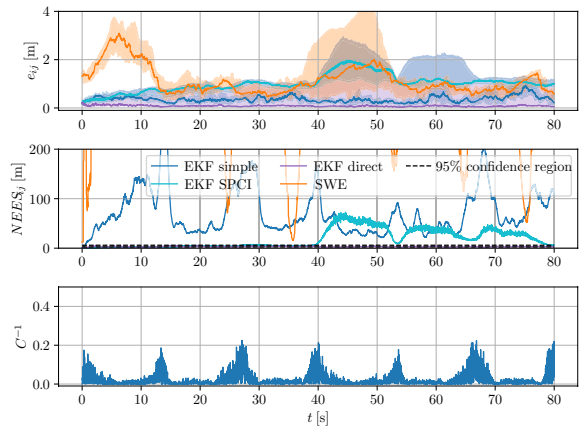 4
2
0
e_{ij} [m]
0 10 20 30 40 50 60 70 80
200
100
0
NEES_j [m]
EKF simple EKF direct 95% confidence region
EKF SPCI SWE
0 10 20 30 40 50 60 70 80
t [s]
0.4
0.2
0.0
C^{-1}
0 10 20 30 40 50 60 70 80
t [s]